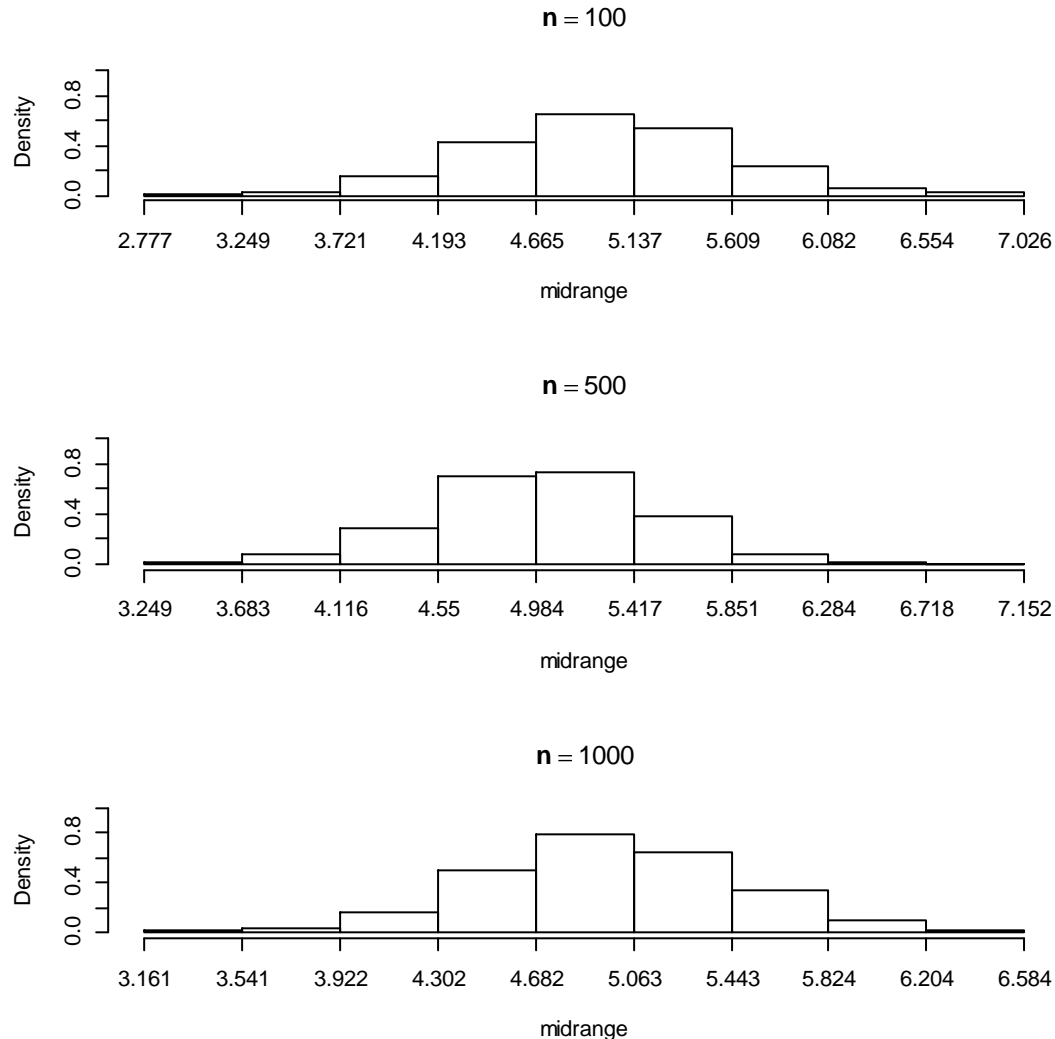 n = 100
Density
0.0 0.4 0.8
2.777 3.249 3.721 4.193 4.665 5.137 5.609 6.082 6.554 7.026
midrange
n = 500
Density
0.0 0.4 0.8
3.249 3.683 4.116 4.55 4.984 5.417 5.851 6.284 6.718 7.152
midrange
n = 1000
Density
0.0 0.4 0.8
3.161 3.541 3.922 4.302 4.682 5.063 5.443 5.824 6.204 6.584
midrange